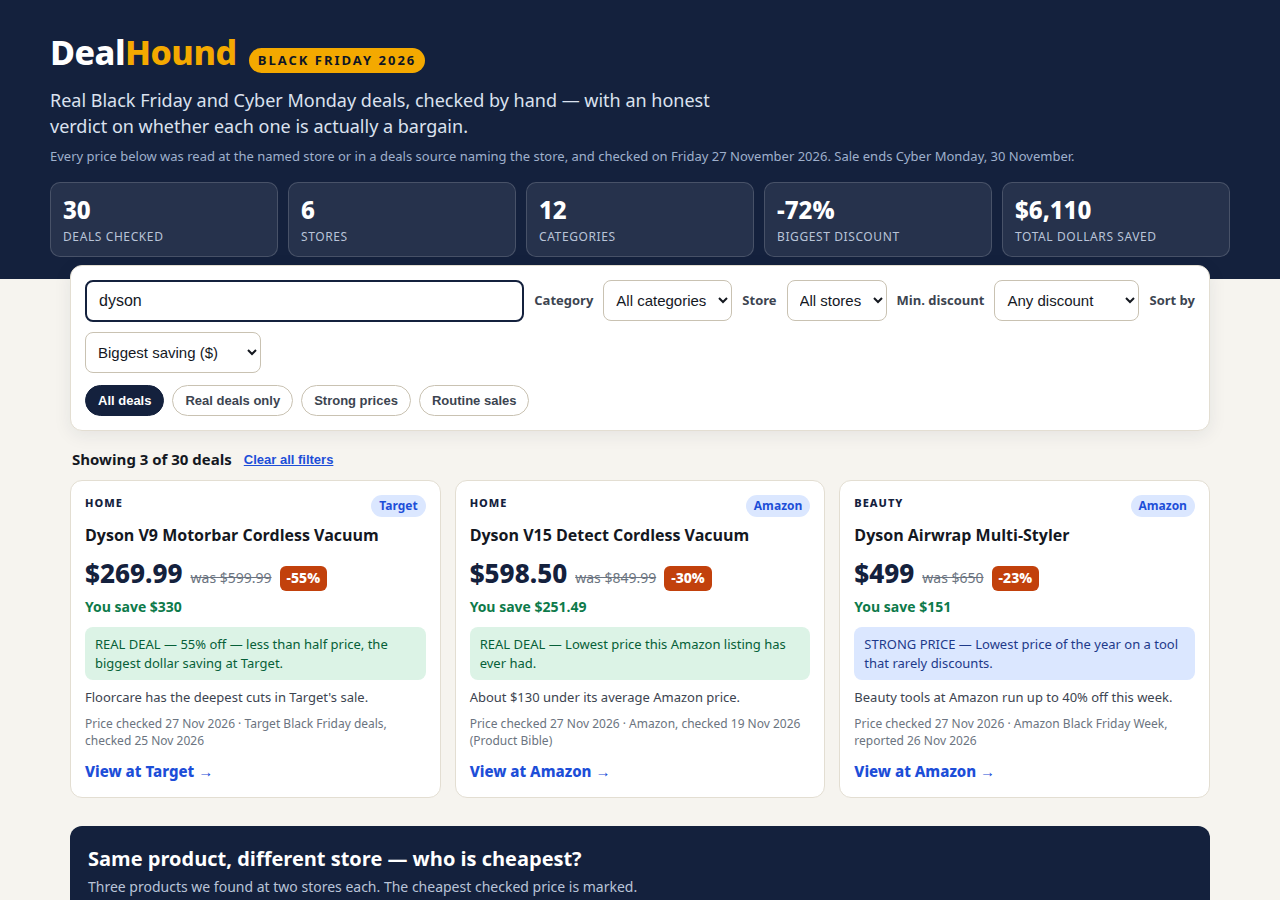 DealHound BLACK FRIDAY 2026
Real Black Friday and Cyber Monday deals, checked by hand — with an honest
verdict on whether each one is actually a bargain.
Every price below was read at the named store or in a deals source naming the store, and checked on Friday 27 November 2026. Sale ends Cyber Monday, 30 November.
30
DEALS CHECKED
6
STORES
12
CATEGORIES
-72%
BIGGEST DISCOUNT
$6,110
TOTAL DOLLARS SAVED
dyson
Category
All categories
Store
All stores
Min. discount
Any discount
Sort by
Biggest saving ($)
All deals
Real deals only
Strong prices
Routine sales
Showing 3 of 30 deals Clear all filters
HOME
Target
Dyson V9 Motorbar Cordless Vacuum
$269.99 was $599.99 -55%
You save $330
REAL DEAL — 55% off — less than half price, the
biggest dollar saving at Target.
Floorcare has the deepest cuts in Target's sale.
Price checked 27 Nov 2026 · Target Black Friday deals,
checked 25 Nov 2026
View at Target →
HOME
Amazon
Dyson V15 Detect Cordless Vacuum
$598.50 was $849.99 -30%
You save $251.49
REAL DEAL — Lowest price this Amazon listing has
ever had.
About $130 under its average Amazon price.
Price checked 27 Nov 2026 · Amazon, checked 19 Nov 2026
(Product Bible)
View at Amazon →
BEAUTY
Amazon
Dyson Airwrap Multi-Styler
$499 was $650 -23%
You save $151
STRONG PRICE — Lowest price of the year on a tool
that rarely discounts.
Beauty tools at Amazon run up to 40% off this week.
Price checked 27 Nov 2026 · Amazon Black Friday Week,
reported 26 Nov 2026
View at Amazon →
Same product, different store — who is cheapest?
Three products we found at two stores each. The cheapest checked price is marked.